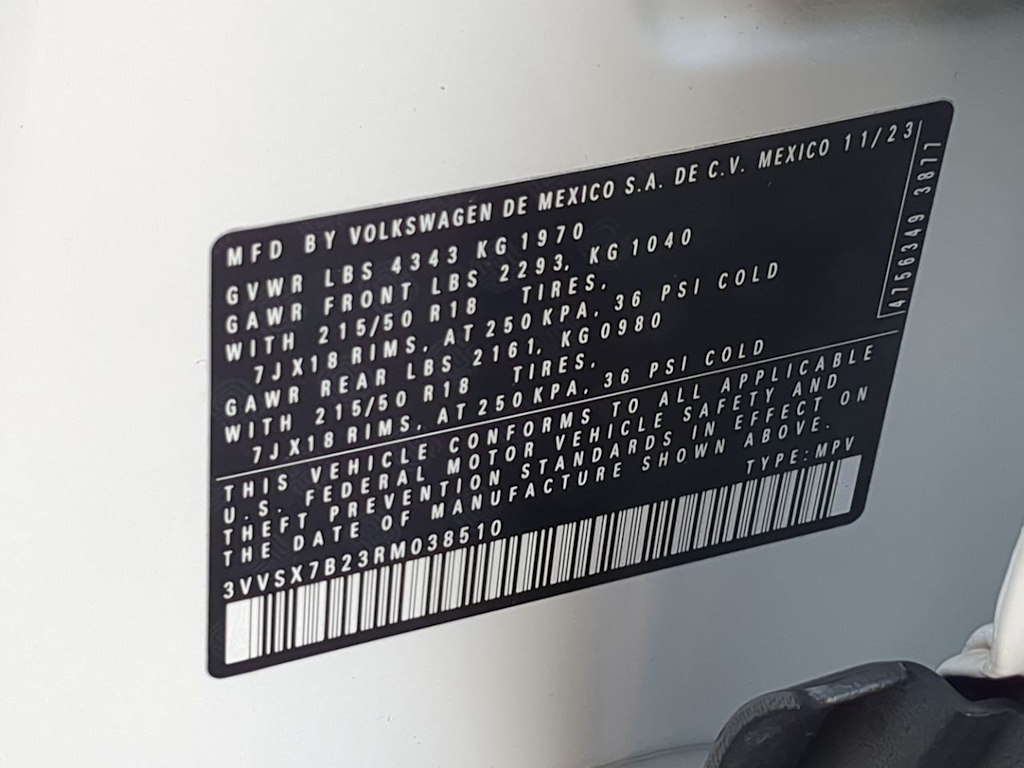 MFD BY VOLKSWAGEN DE MEXICO S.A. DE C.V. MEXICO 11/23
GVWR LBS 4343 KG 1970
GAWR FRONT LBS 2293, KG 1040
WITH 215/50 R18 TIRES,
7JX18 RIMS, AT 250 KPA, 36 PSI COLD
GAWR REAR LBS 2161, KG 0980
WITH 215/50 R18 TIRES,
7JX18 RIMS, AT 250 KPA, 36 PSI COLD
4756349 3877
THIS VEHICLE CONFORMS TO ALL APPLICABLE
U.S. FEDERAL MOTOR VEHICLE SAFETY AND
THEFT PREVENTION STANDARDS IN EFFECT ON
THE DATE OF MANUFACTURE SHOWN ABOVE.
3VVSX7B23RM038510 TYPE:MPV